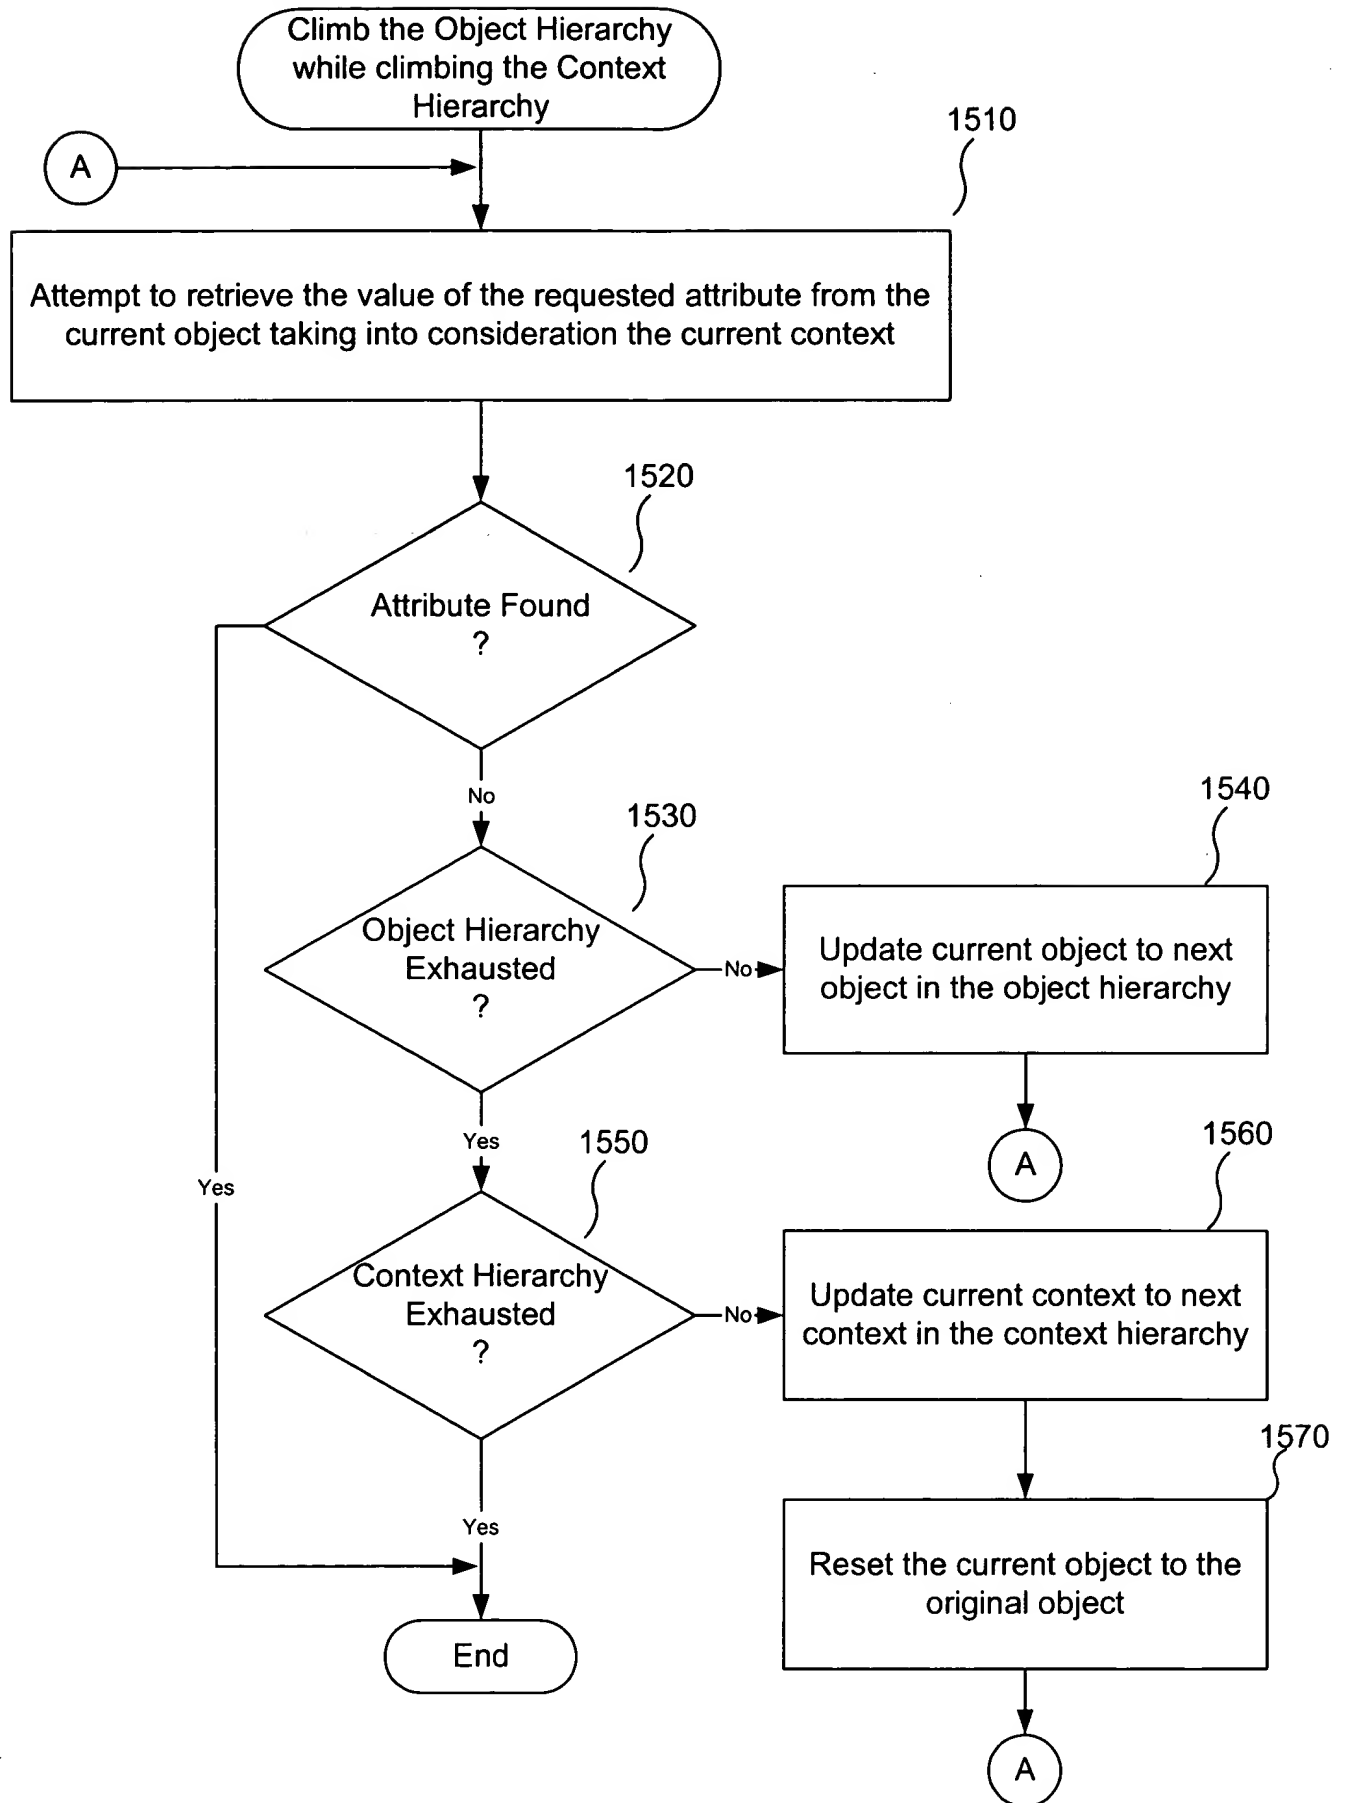 Climb the Object Hierarchy
while climbing the Context
Hierarchy
A
1510
Attempt to retrieve the value of the requested attribute from the
current object taking into consideration the current context
1520
Attribute Found
?
No
1530
1540
Object Hierarchy
Exhausted
?
No
Update current object to next
object in the object hierarchy
A
Yes
1550
1560
Yes
Context Hierarchy
Exhausted
?
No
Update current context to next
context in the context hierarchy
1570
Yes
Reset the current object to the
original object
End
A